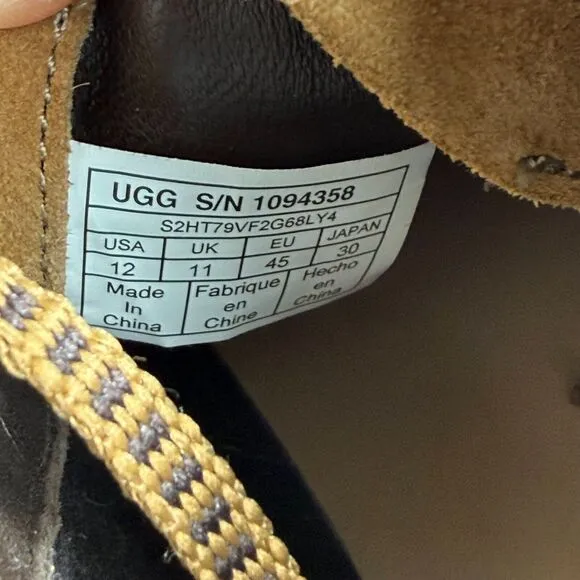 UGG S/N 1094358
S2HT79VF2G68LY4
USA UK EU JAPAN
12 11 45 30
Made In China
Fabrique en Chine
Hecho en China